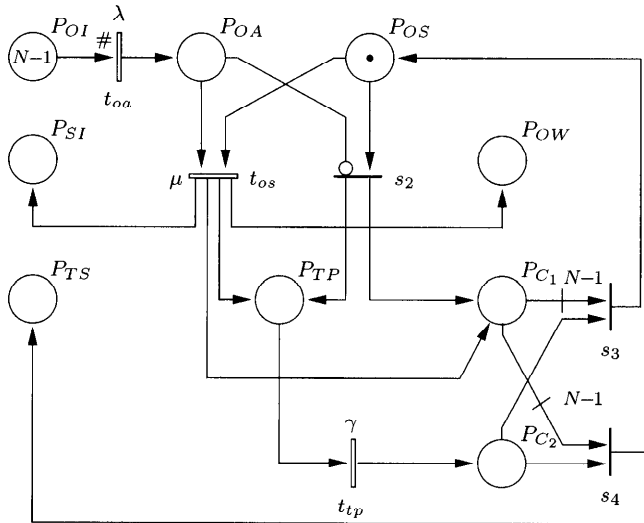 P_OI λ P_OA P_OS
N−1 #
t_oa
P_SI P_OW
μ t_os s_2
P_TS P_TP P_C1 N−1
s_3
N−1
γ P_C2
t_tp s_4